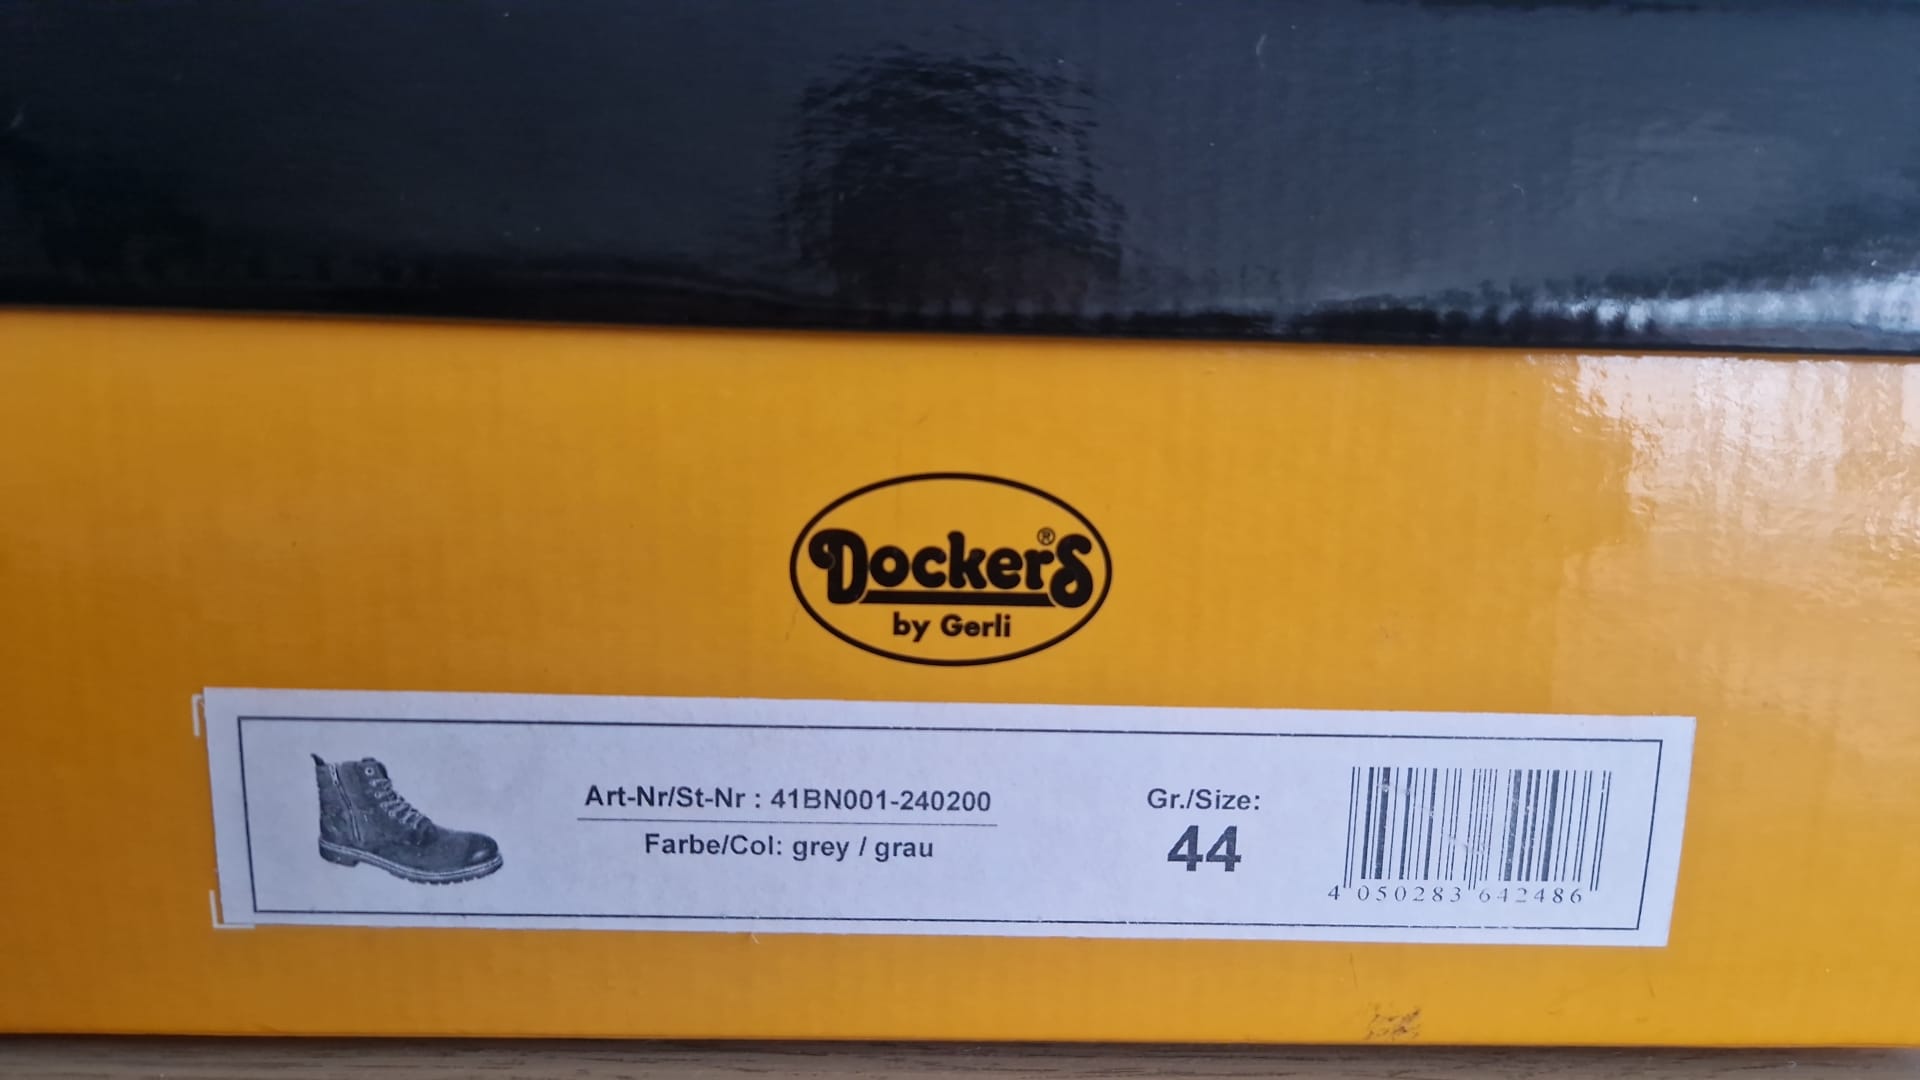 Dockers®
by Gerli
Art-Nr/St-Nr : 41BN001-240200
Farbe/Col: grey / grau
Gr./Size:
44
4 050283 642486